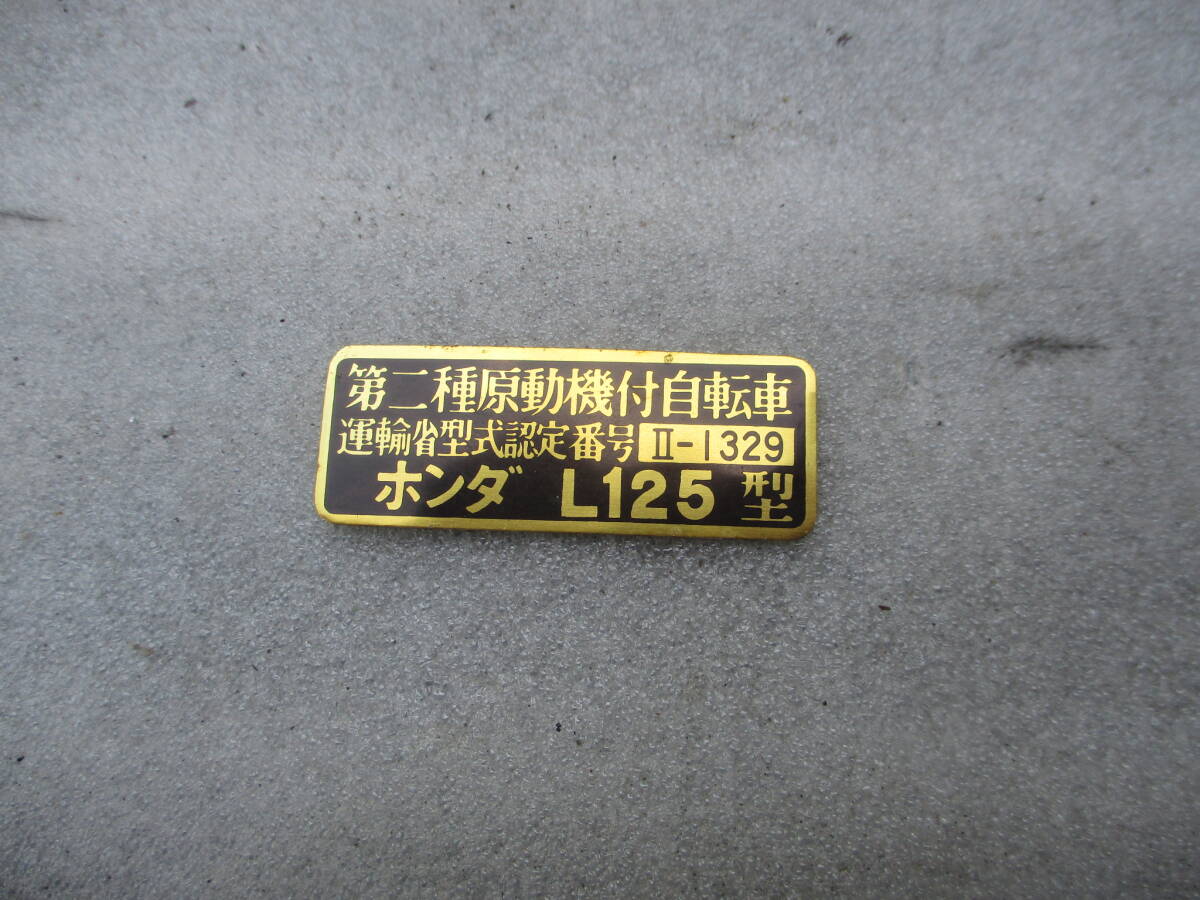 第二種原動機付自転車
運輸省型式認定番号 II-1329
ホンダ L125 型